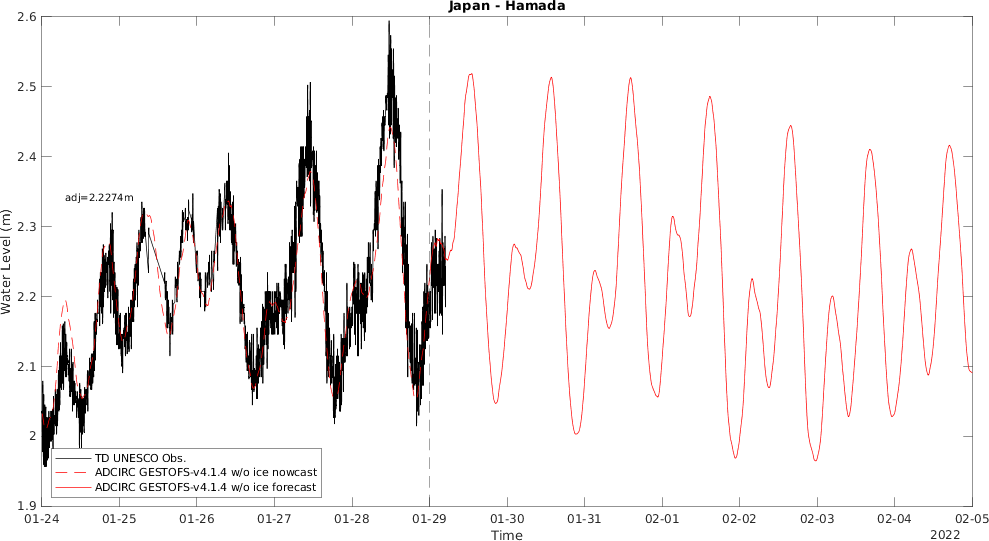 Japan - Hamada
2.6
2.5
2.4
2.3
2.2
2.1
2
1.9
Water Level (m)
adj=2.2274m
TD UNESCO Obs.
ADCIRC GESTOFS-v4.1.4 w/o ice nowcast
ADCIRC GESTOFS-v4.1.4 w/o ice forecast
01-24 01-25 01-26 01-27 01-28 01-29 01-30 01-31 02-01 02-02 02-03 02-04 02-05
Time
2022